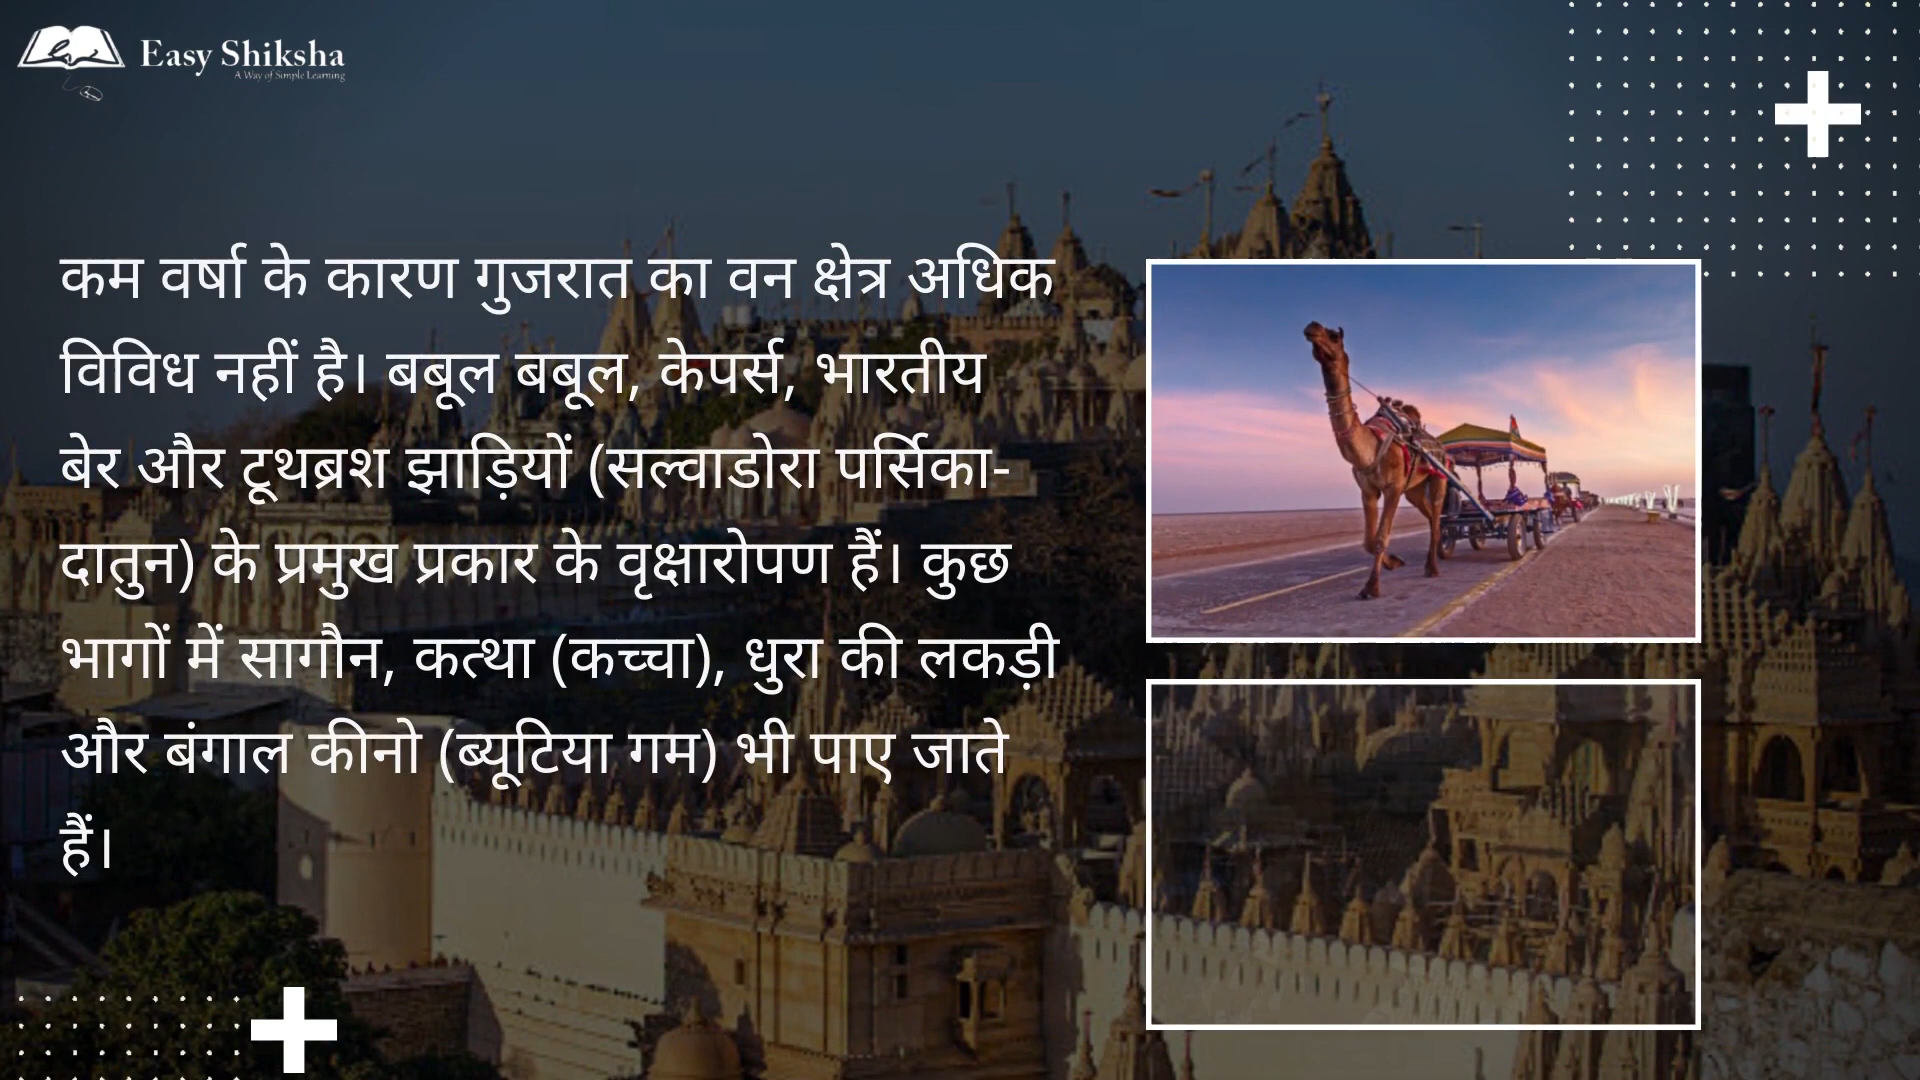 Easy Shiksha
A Way of Simple Learning
कम वर्षा के कारण गुजरात का वन क्षेत्र अधिक
विविध नहीं है। बबूल बबूल, केपर्स, भारतीय
बेर और टूथब्रश झाड़ियों (सल्वाडोरा पर्सिका-
दातुन) के प्रमुख प्रकार के वृक्षारोपण हैं। कुछ
भागों में सागौन, कत्था (कच्चा), धुरा की लकड़ी
और बंगाल कीनो (ब्यूटिया गम) भी पाए जाते
हैं।